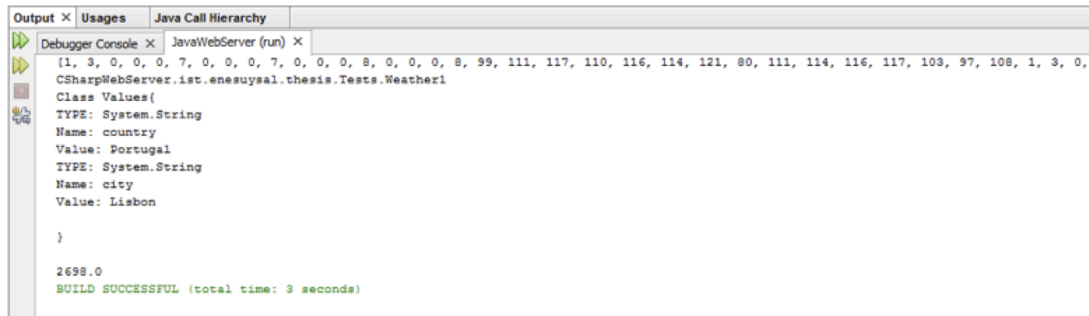 Output × Usages Java Call Hierarchy
Debugger Console × JavaWebServer (run) ×
[1, 3, 0, 0, 0, 7, 0, 0, 0, 7, 0, 0, 0, 8, 0, 0, 0, 8, 99, 111, 117, 110, 116, 114, 121, 80, 111, 114, 116, 117, 103, 97, 108, 1, 3, 0,
CSharpWebServer.ist.enesuysal.thesis.Tests.Weather1
Class Values{
TYPE: System.String
Name: country
Value: Portugal
TYPE: System.String
Name: city
Value: Lisbon
}
2698.0
BUILD SUCCESSFUL (total time: 3 seconds)